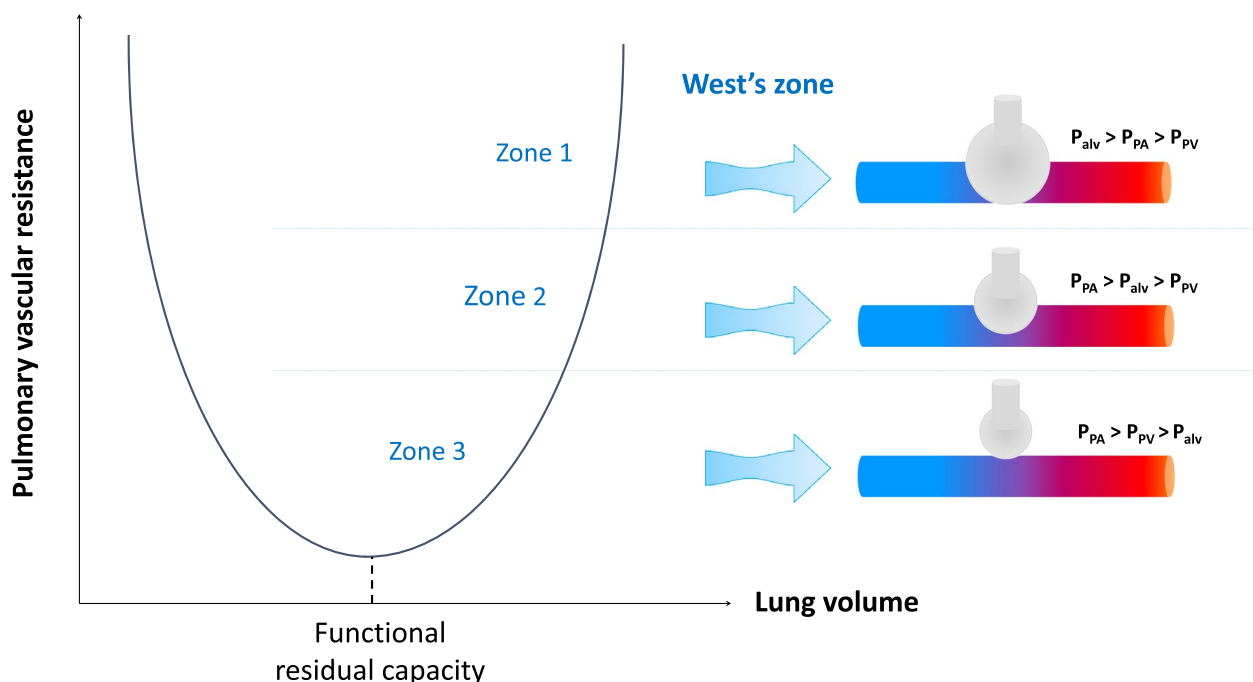 Pulmonary vascular resistance
West's zone
Zone 1
Palv > PPA > PPV
Zone 2
PPA > Palv > PPV
Zone 3
PPA > PPV > Palv
Lung volume
Functional
residual capacity